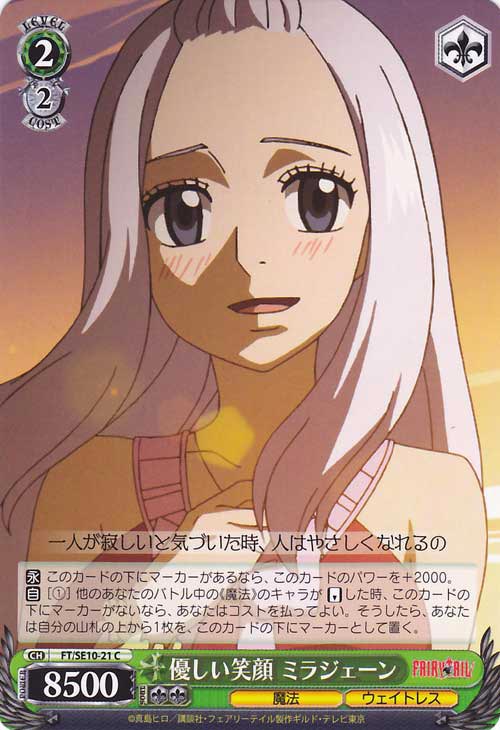 LEVEL
2
2
COST
一人が寂しいと気づいた時、人はやさしくなれるの
永 このカードの下にマーカーがあるなら、このカードのパワーを＋2000。
自 [①] 他のあなたのバトル中の《魔法》のキャラがした時、このカードの
下にマーカーがないなら、あなたはコストを払ってよい。そうしたら、あなた
は自分の山札の上から1枚を、このカードの下にマーカーとして置く。
CH FT/SE10-21 C
優しい笑顔 ミラジェーン
FAIRY TAIL
POWER
8500
SOUL
魔法
ウェイトレス
©真島ヒロ／講談社・フェアリーテイル製作ギルド・テレビ東京